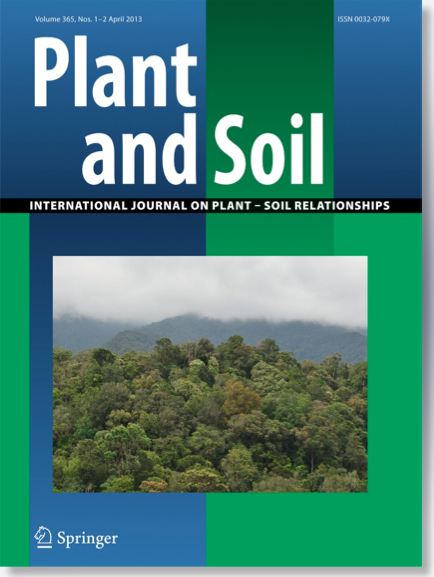 Volume 365, Nos. 1–2 April 2013
ISSN 0032-079X
Plant
and Soil
INTERNATIONAL JOURNAL ON PLANT – SOIL RELATIONSHIPS
Springer